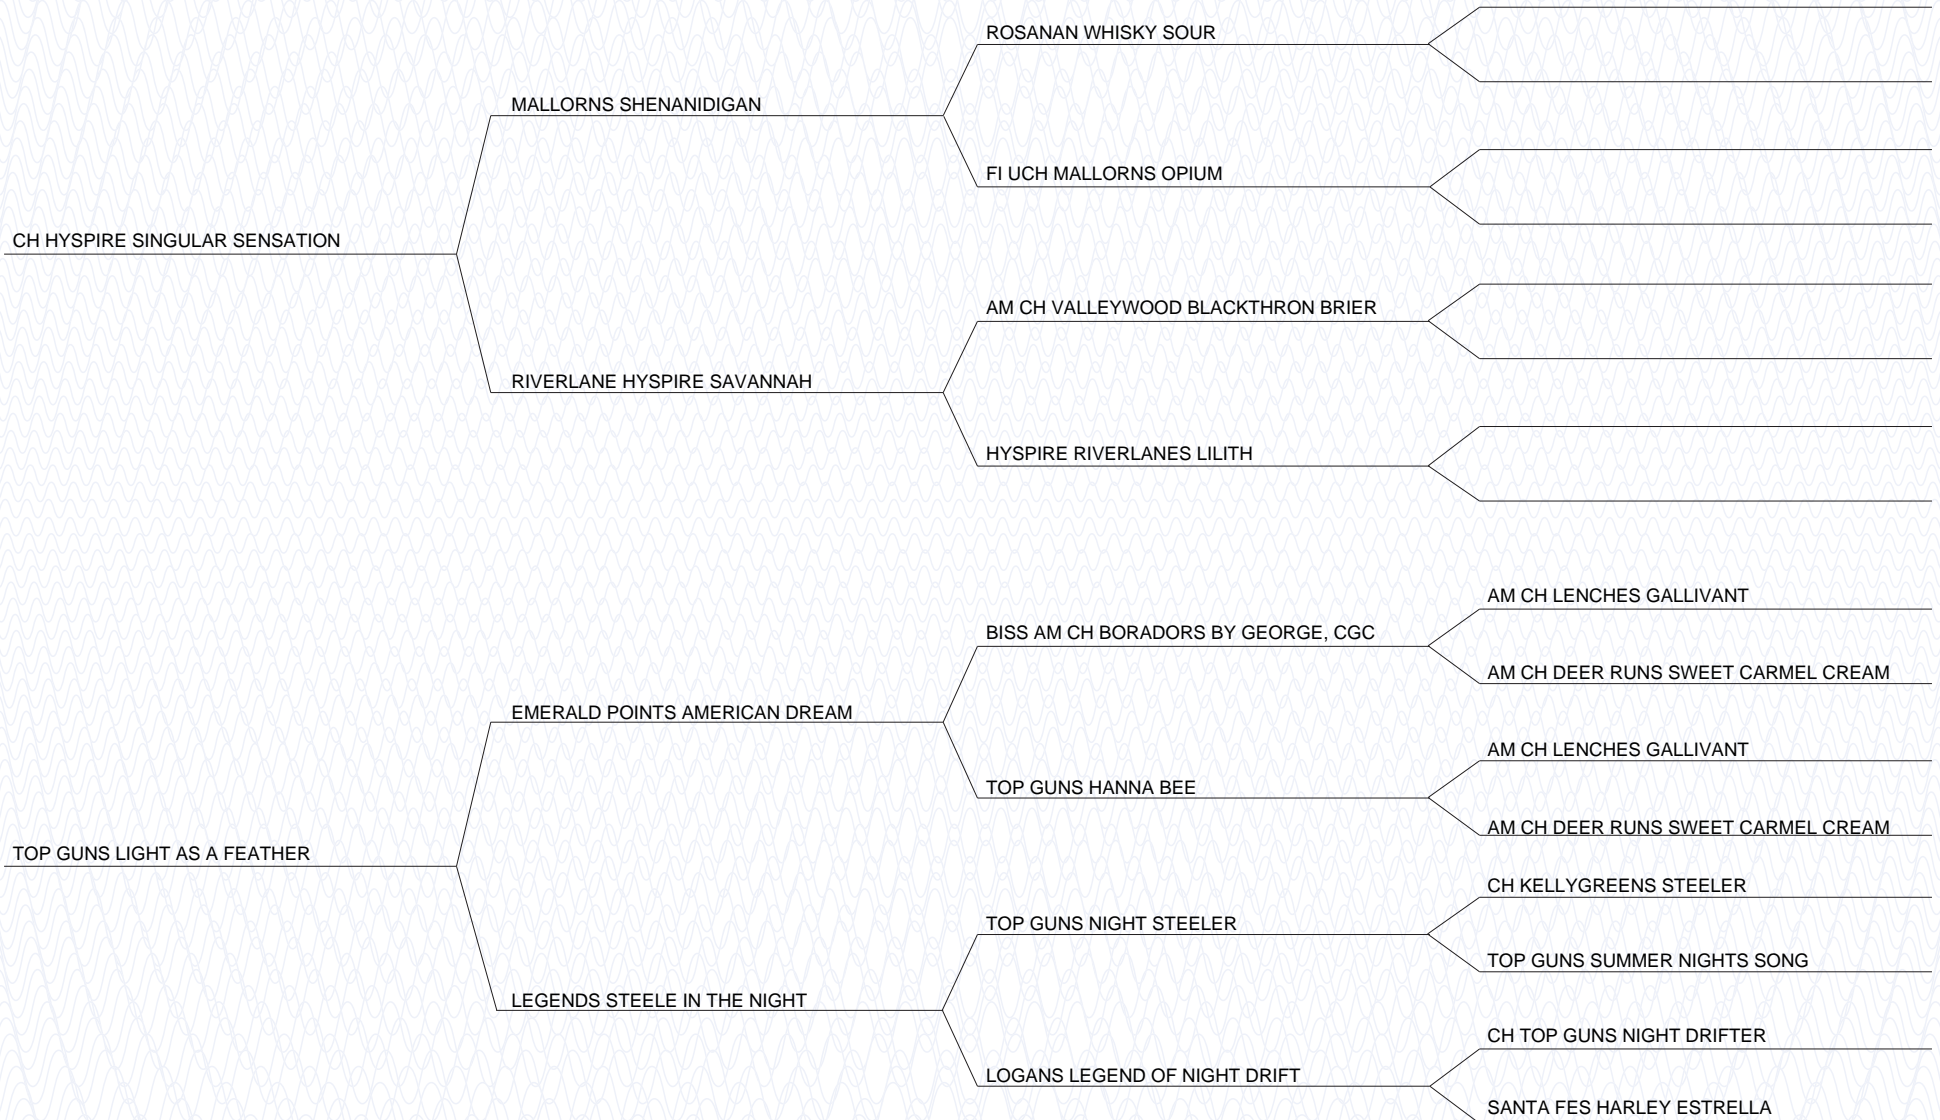 ROSANAN WHISKY SOUR
MALLORNS SHENANIDIGAN
FI UCH MALLORNS OPIUM
CH HYSPIRE SINGULAR SENSATION
AM CH VALLEYWOOD BLACKTHRON BRIER
RIVERLANE HYSPIRE SAVANNAH
HYSPIRE RIVERLANES LILITH
AM CH LENCHES GALLIVANT
BISS AM CH BORADORS BY GEORGE, CGC
AM CH DEER RUNS SWEET CARMEL CREAM
EMERALD POINTS AMERICAN DREAM
AM CH LENCHES GALLIVANT
TOP GUNS HANNA BEE
AM CH DEER RUNS SWEET CARMEL CREAM
TOP GUNS LIGHT AS A FEATHER
CH KELLYGREENS STEELER
TOP GUNS NIGHT STEELER
TOP GUNS SUMMER NIGHTS SONG
LEGENDS STEELE IN THE NIGHT
CH TOP GUNS NIGHT DRIFTER
LOGANS LEGEND OF NIGHT DRIFT
SANTA FES HARLEY ESTRELLA